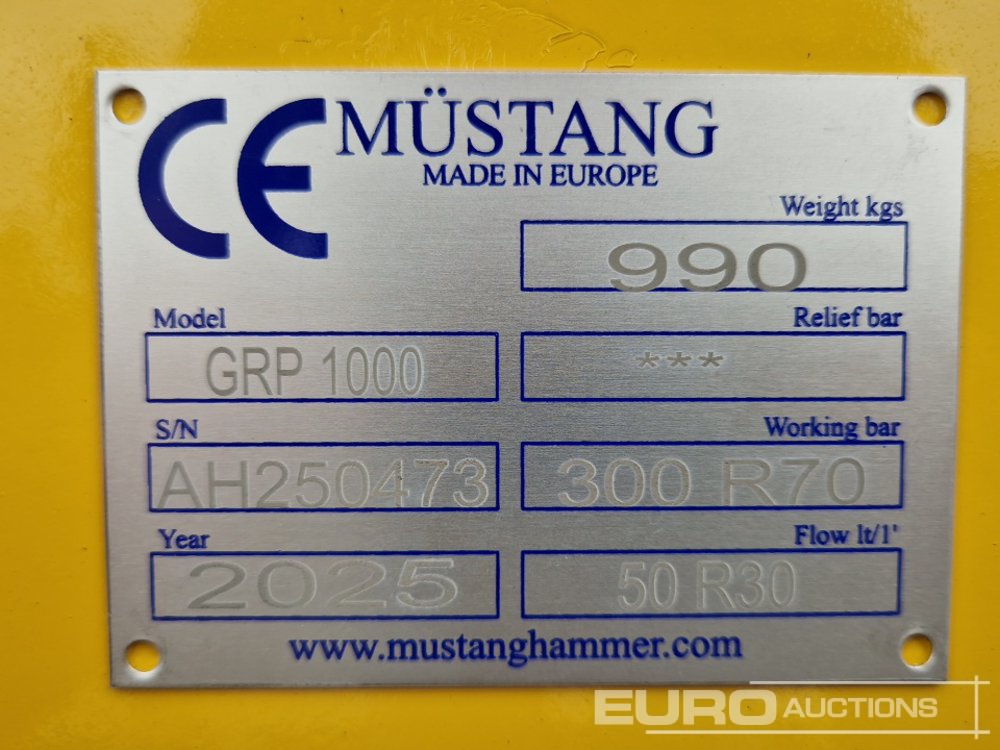 CE MÜSTANG
MADE IN EUROPE
Weight kgs
990
Model
GRP 1000
Relief bar
***
S/N
AH250473
Working bar
300 R70
Year
2025
Flow lt/1'
50 R30
www.mustanghammer.com
EURO AUCTIONS